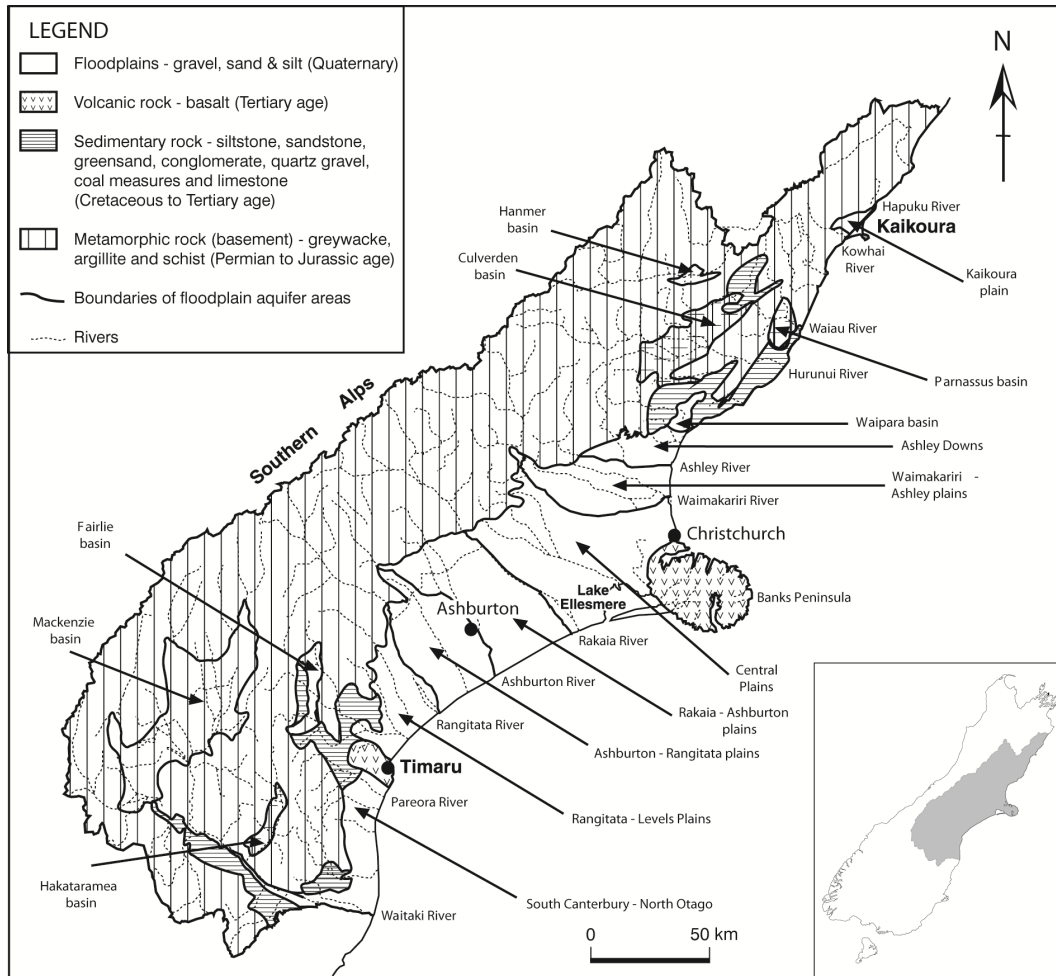 LEGEND
Floodplains - gravel, sand & silt (Quaternary)
Volcanic rock - basalt (Tertiary age)
Sedimentary rock - siltstone, sandstone,
greensand, conglomerate, quartz gravel,
coal measures and limestone
(Cretaceous to Tertiary age)
Metamorphic rock (basement) - greywacke,
argillite and schist (Permian to Jurassic age)
Boundaries of floodplain aquifer areas
Rivers
N
Hapuku River
Kaikoura
Kowhai
River
Kaikoura
plain
Hanmer
basin
Culverden
basin
Waiau River
Hurunui River
Parnassus basin
Waipara basin
Ashley Downs
Ashley River
Waimakariri -
Ashley plains
Waimakariri River
Southern Alps
Christchurch
Banks Peninsula
Lake
Ellesmere
Fairlie
basin
Mackenzie
basin
Ashburton
Rakaia River
Central
Plains
Ashburton River
Rakaia - Ashburton
plains
Rangitata River
Ashburton - Rangitata plains
Timaru
Pareora River
Rangitata - Levels Plains
Hakataramea
basin
South Canterbury - North Otago
Waitaki River
0
50 km